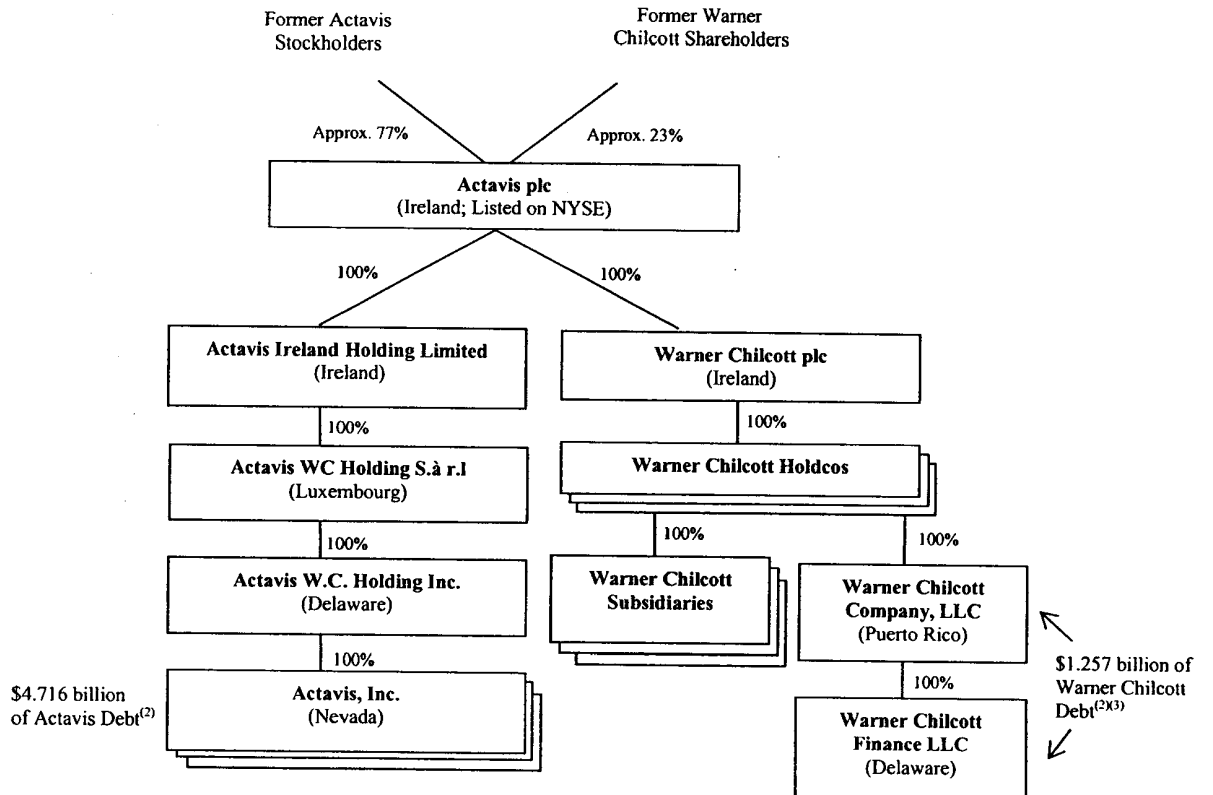 Former Actavis
Stockholders
Former Warner
Chilcott Shareholders
Approx. 77%
Approx. 23%
Actavis plc
(Ireland; Listed on NYSE)
100%
100%
Actavis Ireland Holding Limited
(Ireland)
Warner Chilcott plc
(Ireland)
100%
100%
Actavis WC Holding S.à r.l
(Luxembourg)
Warner Chilcott Holdcos
100%
100%
100%
Actavis W.C. Holding Inc.
(Delaware)
Warner Chilcott
Subsidiaries
Warner Chilcott
Company, LLC
(Puerto Rico)
100%
100%
$4.716 billion
of Actavis Debt(2)
Actavis, Inc.
(Nevada)
$1.257 billion of
Warner Chilcott
Debt(2)(3)
Warner Chilcott
Finance LLC
(Delaware)